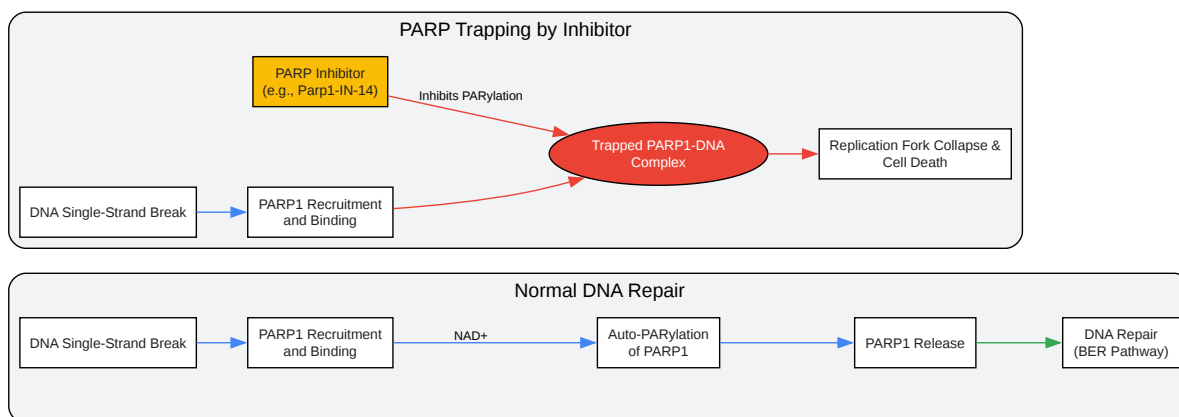 PARP Trapping by Inhibitor
PARP Inhibitor
(e.g., Parp1-IN-14)
Inhibits PARylation
Trapped PARP1-DNA
Complex
Replication Fork Collapse &
Cell Death
DNA Single-Strand Break
PARP1 Recruitment
and Binding
Normal DNA Repair
DNA Single-Strand Break
PARP1 Recruitment
and Binding
NAD+
Auto-PARylation
of PARP1
PARP1 Release
DNA Repair
(BER Pathway)